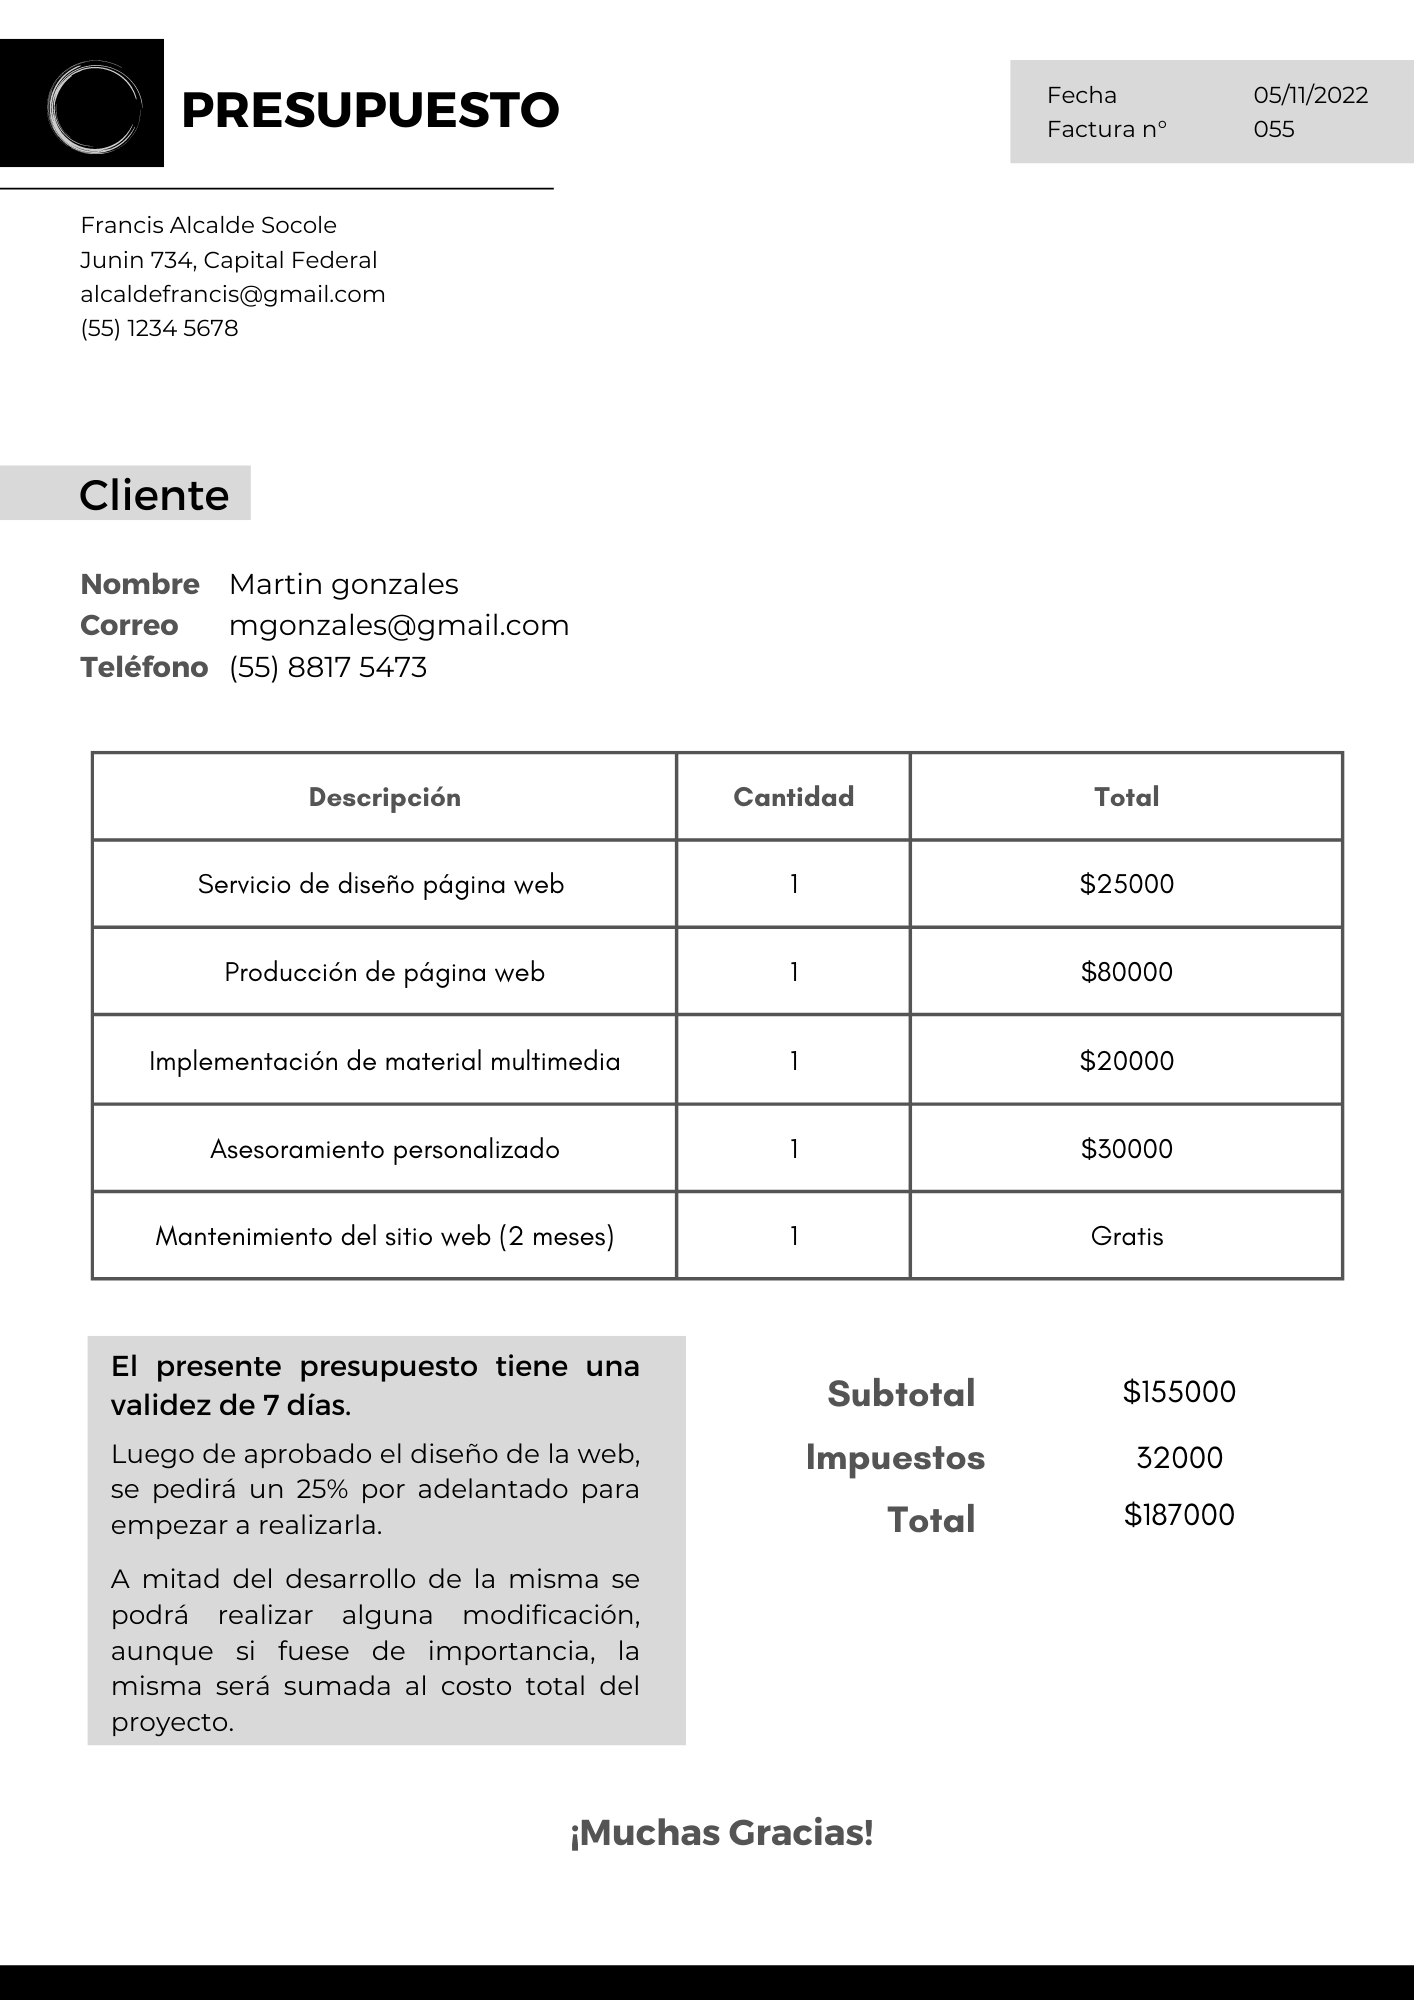 PRESUPUESTO
Fecha 05/11/2022
Factura n° 055
Francis Alcalde Socole
Junin 734, Capital Federal
alcaldefrancis@gmail.com
(55) 1234 5678
Cliente
Nombre Martin gonzales
Correo mgonzales@gmail.com
Teléfono (55) 8817 5473
Descripción Cantidad Total
Servicio de diseño página web 1 $25000
Producción de página web 1 $80000
Implementación de material multimedia 1 $20000
Asesoramiento personalizado 1 $30000
Mantenimiento del sitio web (2 meses) 1 Gratis
El presente presupuesto tiene una
validez de 7 días.
Luego de aprobado el diseño de la web,
se pedirá un 25% por adelantado para
empezar a realizarla.
A mitad del desarrollo de la misma se
podrá realizar alguna modificación,
aunque si fuese de importancia, la
misma será sumada al costo total del
proyecto.
Subtotal $155000
Impuestos 32000
Total $187000
¡Muchas Gracias!